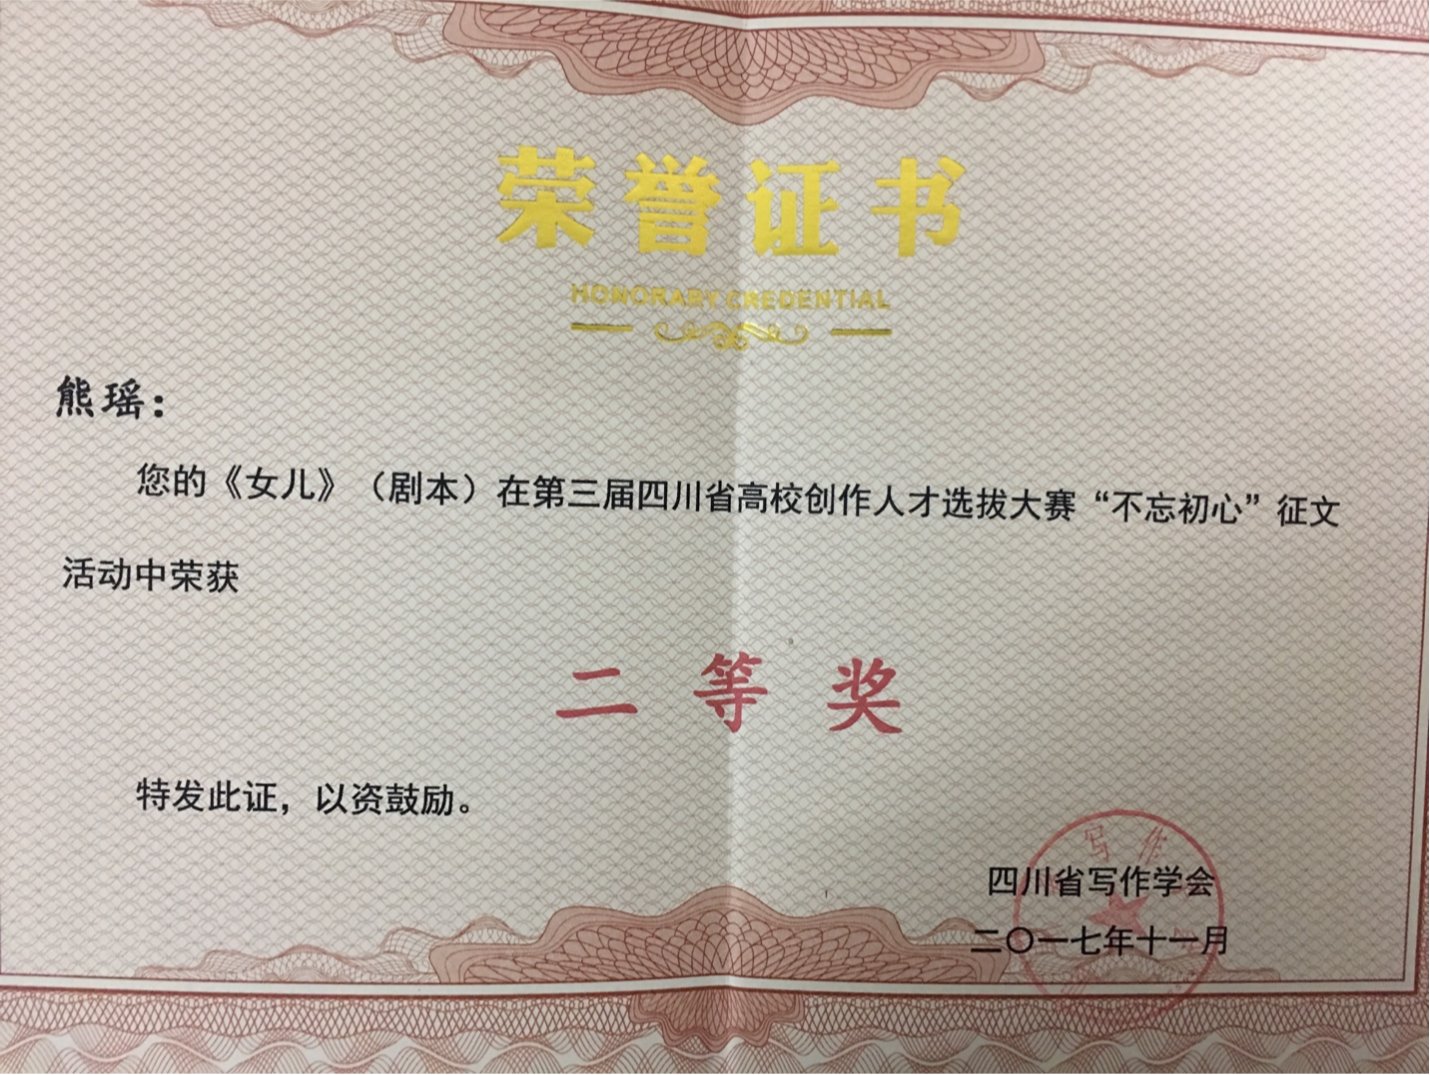 荣誉证书
HONORARY CREDENTIAL
熊瑶：
您的《女儿》（剧本）在第三届四川省高校创作人才选拔大赛“不忘初心”征文
活动中荣获
二等奖
特发此证，以资鼓励。
写作
四川省写作学会
二〇一七年十一月